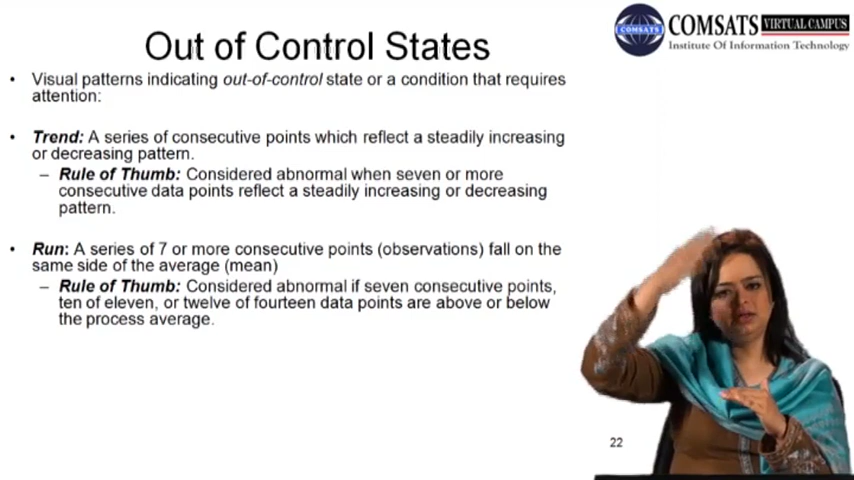 Out of Control States
COMSATS VIRTUAL CAMPUS
COMSATS
Institute Of Information Technology
• Visual patterns indicating out-of-control state or a condition that requires
attention:
• Trend: A series of consecutive points which reflect a steadily increasing
or decreasing pattern.
– Rule of Thumb: Considered abnormal when seven or more
consecutive data points reflect a steadily increasing or decreasing
pattern.
• Run: A series of 7 or more consecutive points (observations) fall on the
same side of the average (mean)
– Rule of Thumb: Considered abnormal if seven consecutive points,
ten of eleven, or twelve of fourteen data points are above or below
the process average.
22